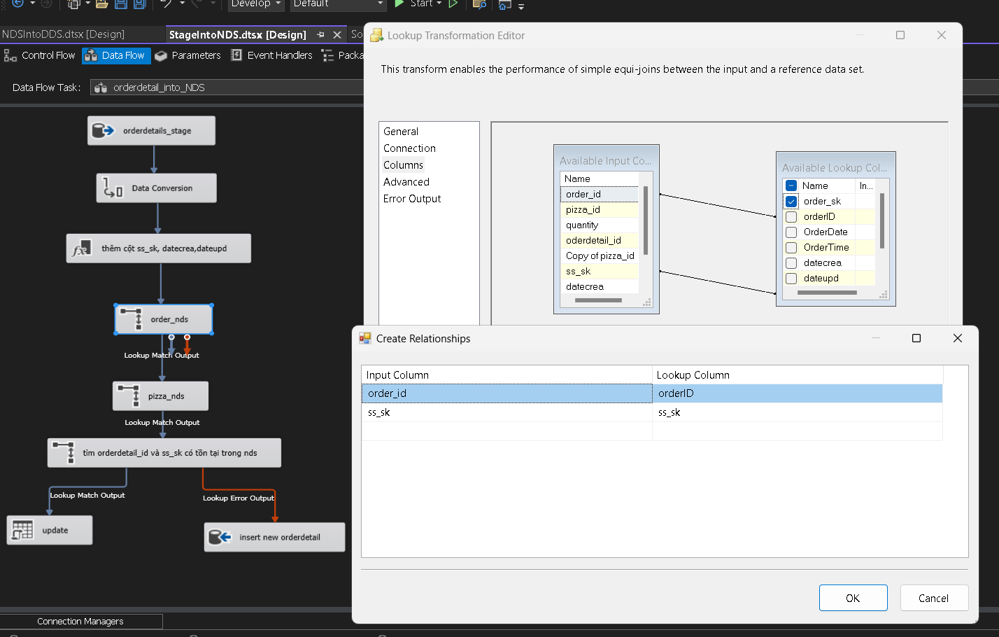 Develop
Default
Start
NDSIntoDDS.dtsx [Design]
StageIntoNDS.dtsx [Design]
So
Control Flow
Data Flow
Parameters
Event Handlers
Packa
Data Flow Task:
orderdetail_into_NDS
orderdetails_stage
Data Conversion
thêm cột ss_sk, datecrea,dateupd
order_nds
Lookup Match Output
pizza_nds
Lookup Match Output
tìm orderdetail_id và ss_sk có tồn tại trong nds
Lookup Match Output
Lookup Error Output
update
insert new orderdetail
Connection Managers
Lookup Transformation Editor
This transform enables the performance of simple equi-joins between the input and a reference data set.
General
Connection
Columns
Advanced
Error Output
Available Input Co...
Name
order_id
pizza_id
quantity
oderdetail_id
Copy of pizza_id
ss_sk
datecrea
Available Lookup Col...
Name In...
order_sk
orderID
OrderDate
OrderTime
datecrea
dateupd
Create Relationships
Input Column Lookup Column
order_id orderID
ss_sk ss_sk
OK
Cancel